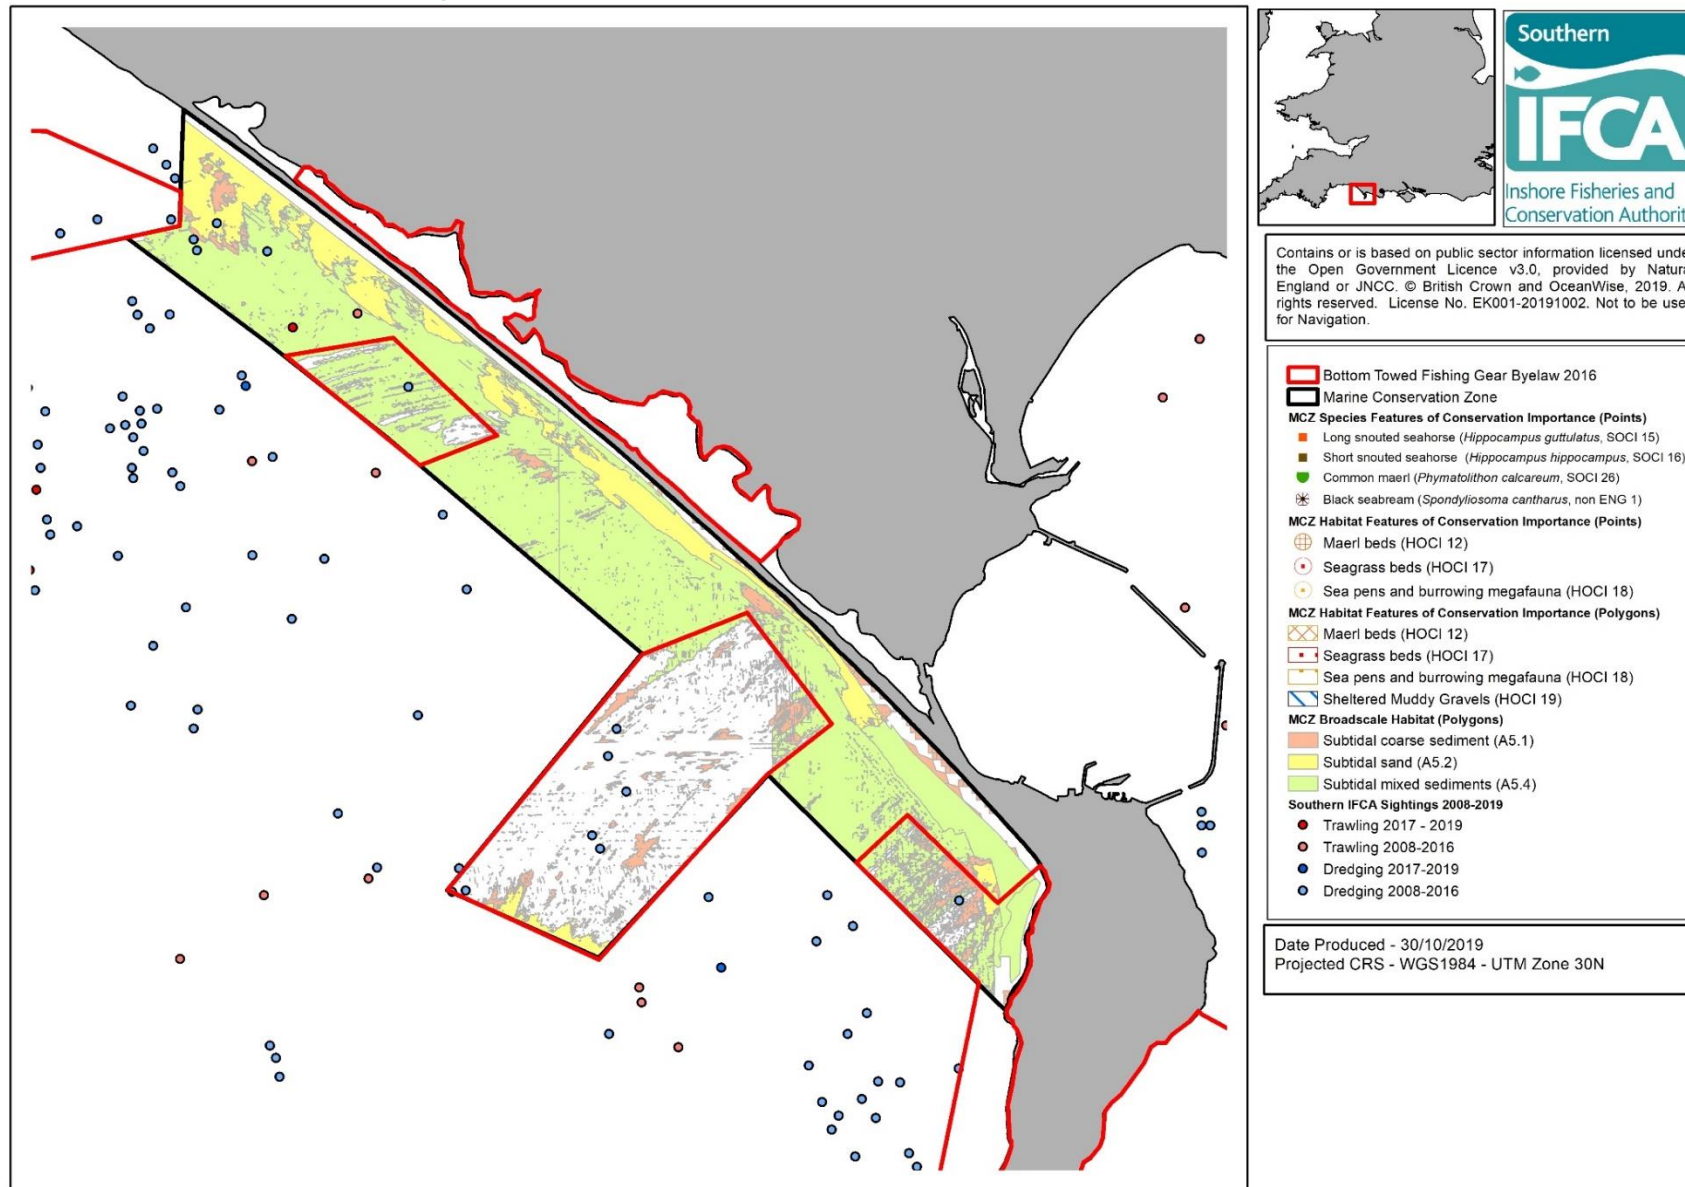 Southern
IFCA
Inshore Fisheries and
Conservation Authorit
Contains or is based on public sector information licensed unde
the Open Government Licence v3.0, provided by Natura
England or JNCC. © British Crown and OceanWise, 2019. A
rights reserved. License No. EK001-20191002. Not to be use
for Navigation.
Bottom Towed Fishing Gear Byelaw 2016
Marine Conservation Zone
MCZ Species Features of Conservation Importance (Points)
Long snouted seahorse (Hippocampus guttulatus, SOCI 15)
Short snouted seahorse (Hippocampus hippocampus, SOCI 16)
Common maerl (Phymatolithon calcareum, SOCI 26)
Black seabream (Spondyliosoma cantharus, non ENG 1)
MCZ Habitat Features of Conservation Importance (Points)
Maerl beds (HOCI 12)
Seagrass beds (HOCI 17)
Sea pens and burrowing megafauna (HOCI 18)
MCZ Habitat Features of Conservation Importance (Polygons)
Maerl beds (HOCI 12)
Seagrass beds (HOCI 17)
Sea pens and burrowing megafauna (HOCI 18)
Sheltered Muddy Gravels (HOCI 19)
MCZ Broadscale Habitat (Polygons)
Subtidal coarse sediment (A5.1)
Subtidal sand (A5.2)
Subtidal mixed sediments (A5.4)
Southern IFCA Sightings 2008-2019
Trawling 2017 - 2019
Trawling 2008-2016
Dredging 2017-2019
Dredging 2008-2016
Date Produced - 30/10/2019
Projected CRS - WGS1984 - UTM Zone 30N